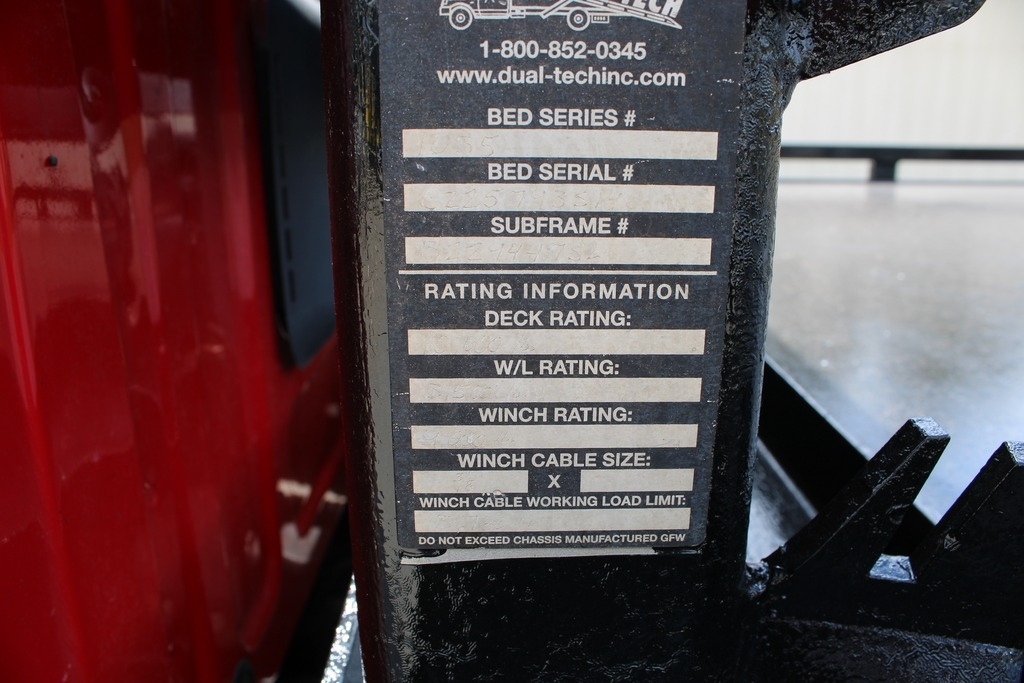 TECH
1-800-852-0345
www.dual-techinc.com
BED SERIES #
BED SERIAL #
SUBFRAME #
RATING INFORMATION
DECK RATING:
W/L RATING:
WINCH RATING:
WINCH CABLE SIZE:
X
WINCH CABLE WORKING LOAD LIMIT:
DO NOT EXCEED CHASSIS MANUFACTURED GFW